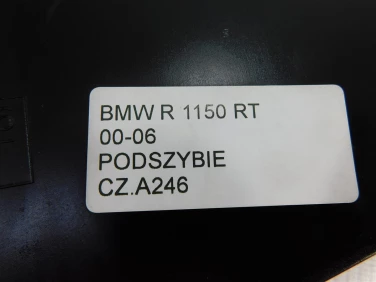 BMW R 1150 RT
00-06
PODSZYBIE
CZ.A246